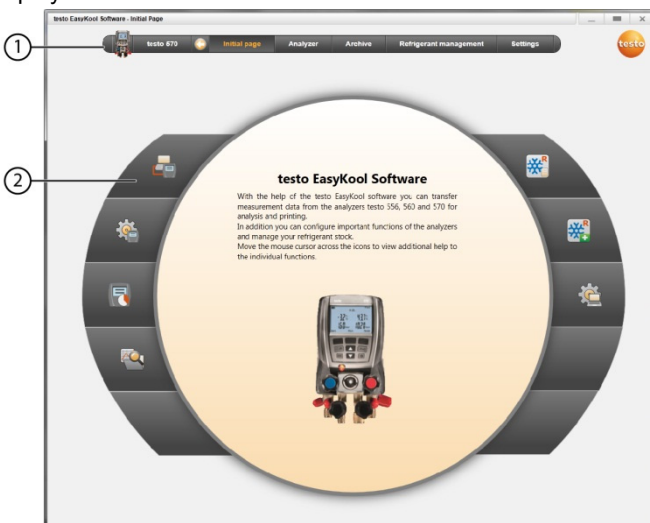 testo EasyKool Software - Initial Page
1
testo 570
Initial page
Analyzer
Archive
Refrigerant management
Settings
testo
2
R
R
testo EasyKool Software
With the help of the testo EasyKool software you can transfer
measurement data from the analyzers testo 556, 560 and 570 for
analysis and printing.
In addition you can configure important functions of the analyzers
and manage your refrigerant stock.
Move the mouse cursor across the icons to view additional help to
the individual functions.